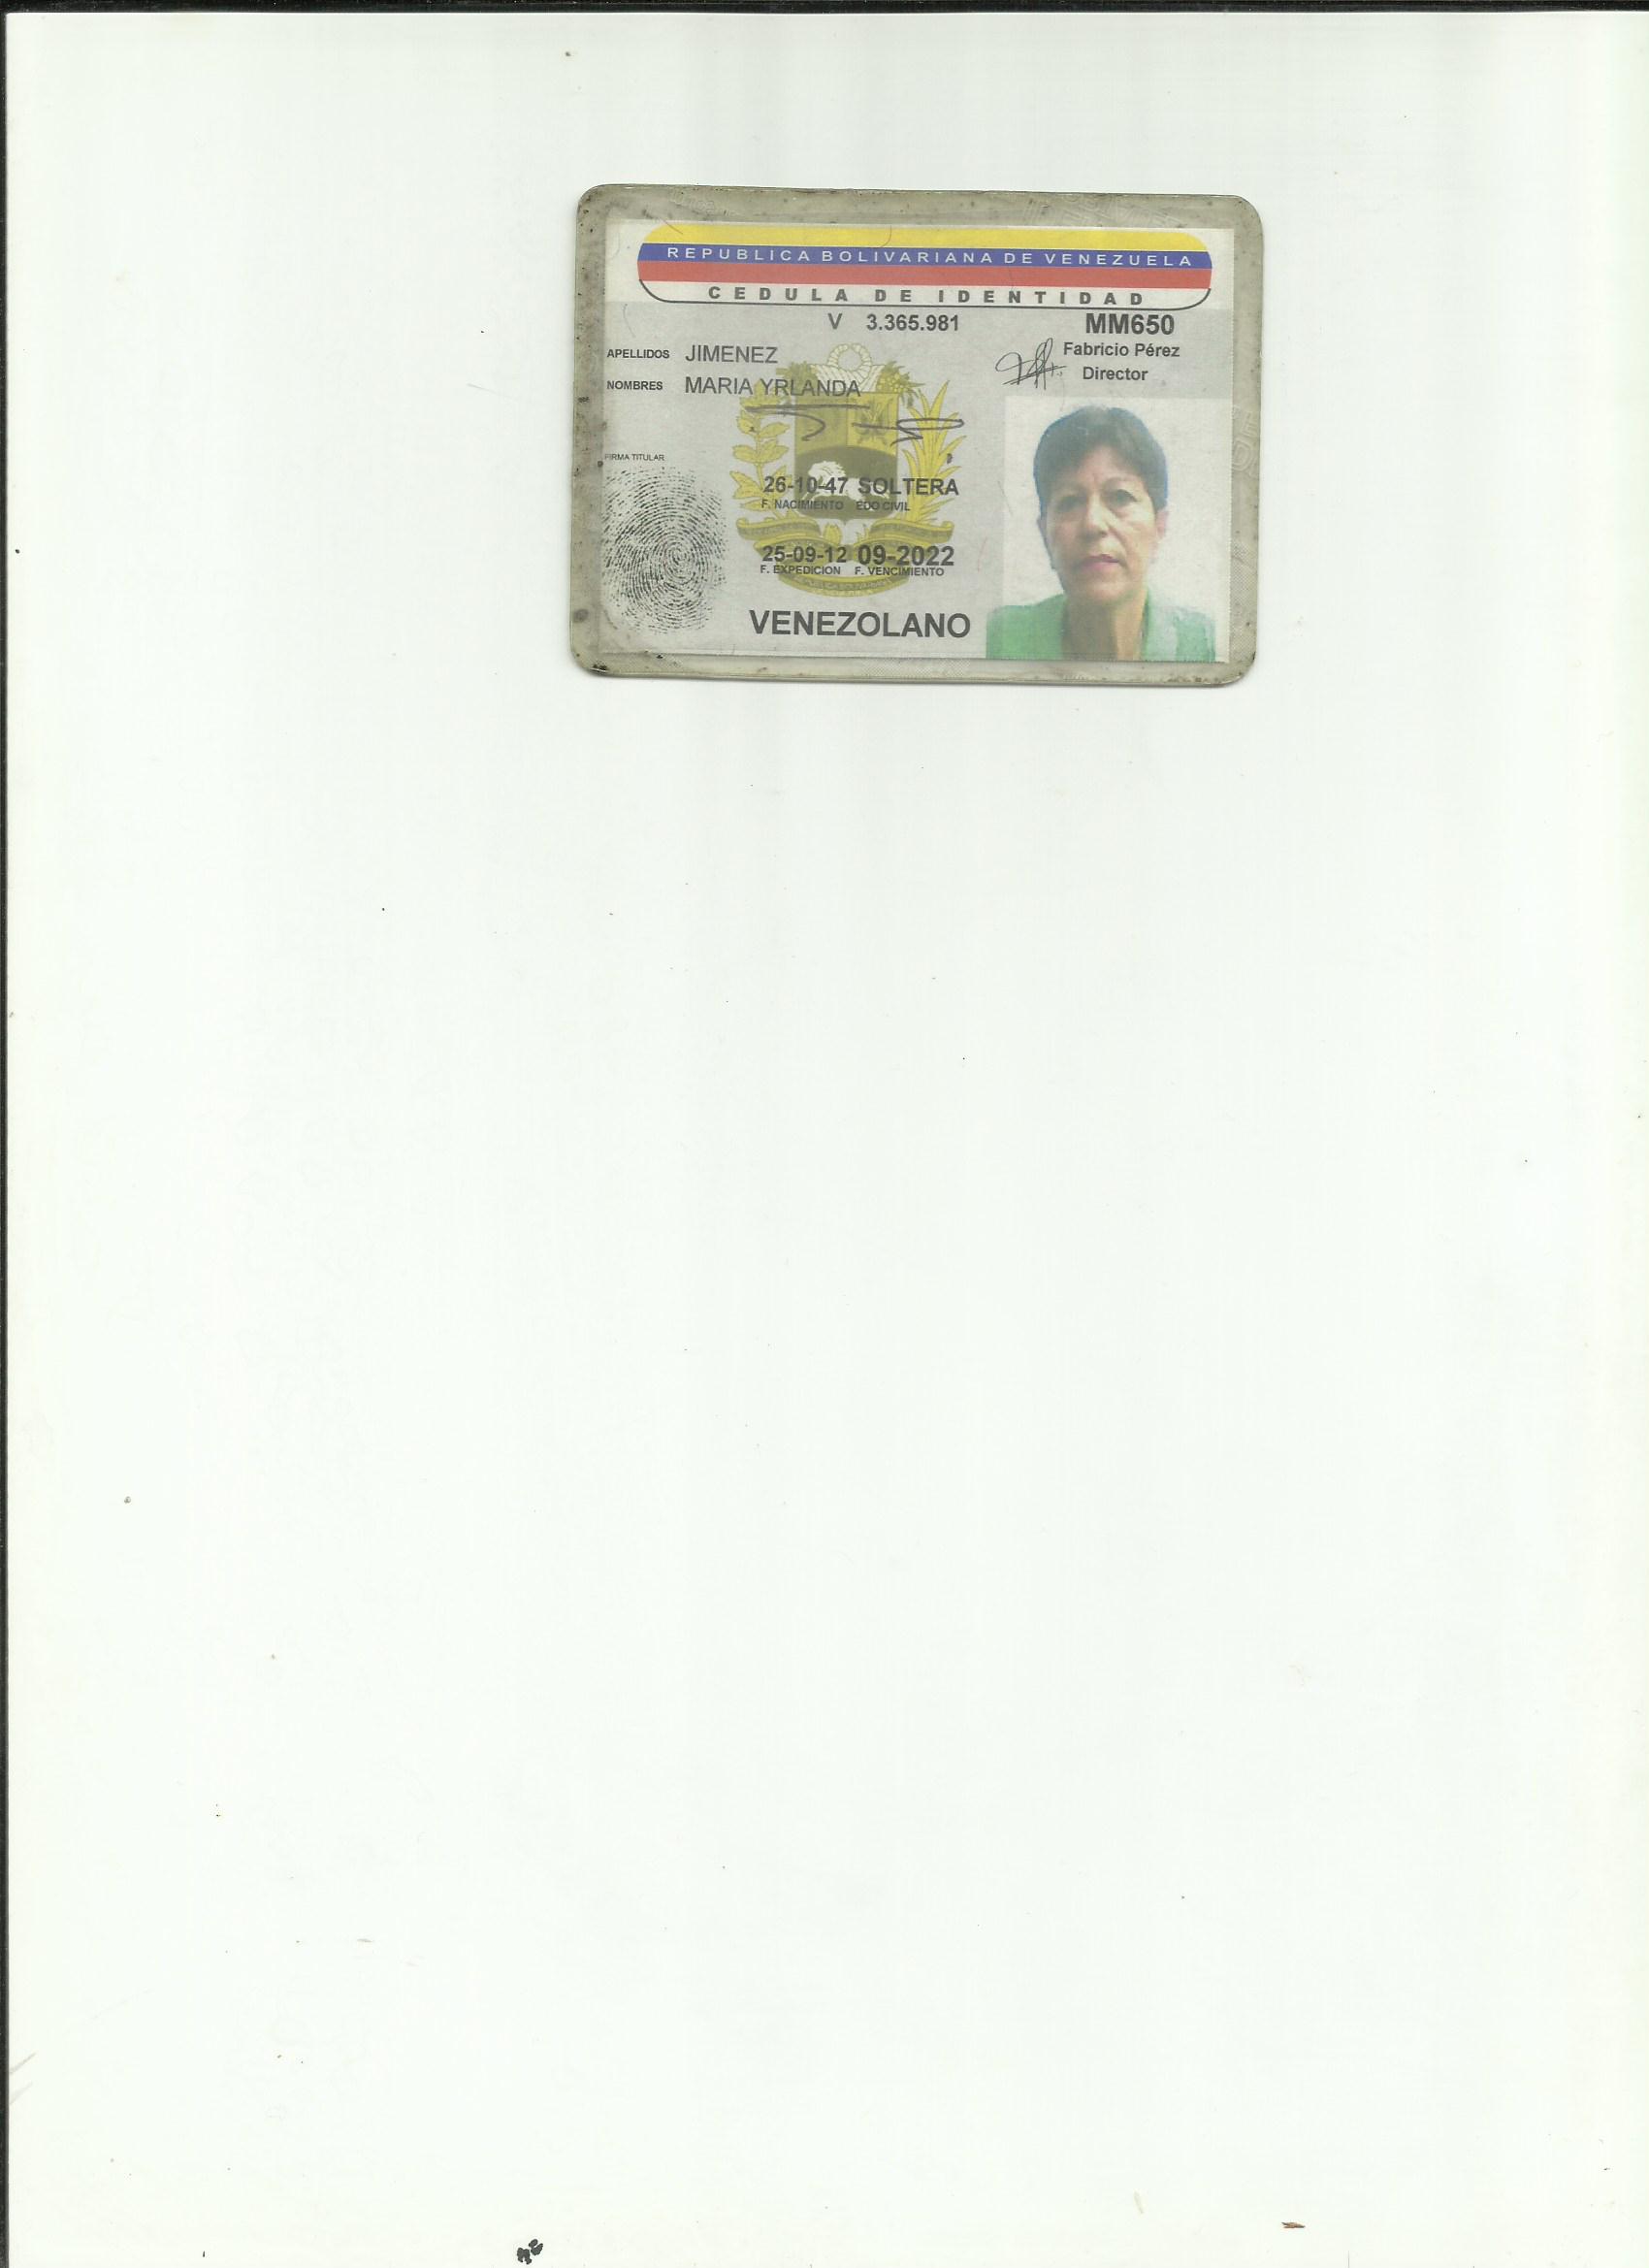 REPUBLICA BOLIVARIANA DE VENEZUELA
CEDULA DE IDENTIDAD
V 3.365.981 MM650
Fabricio Pérez
Director
APELLIDOS JIMENEZ
NOMBRES MARIA YRLANDA
FIRMA TITULAR
26-10-47 SOLTERA
F. NACIMIENTO EDO CIVIL
25-09-12 09-2022
F. EXPEDICION F. VENCIMIENTO
VENEZOLANO